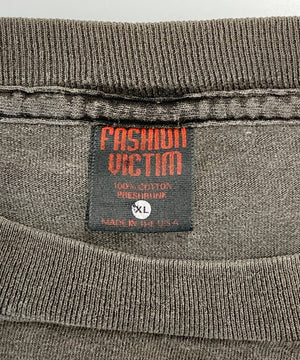 FASHION
VICTIM
100% COTTON
PRESHRUNK
XL
MADE IN THE U.S.A.